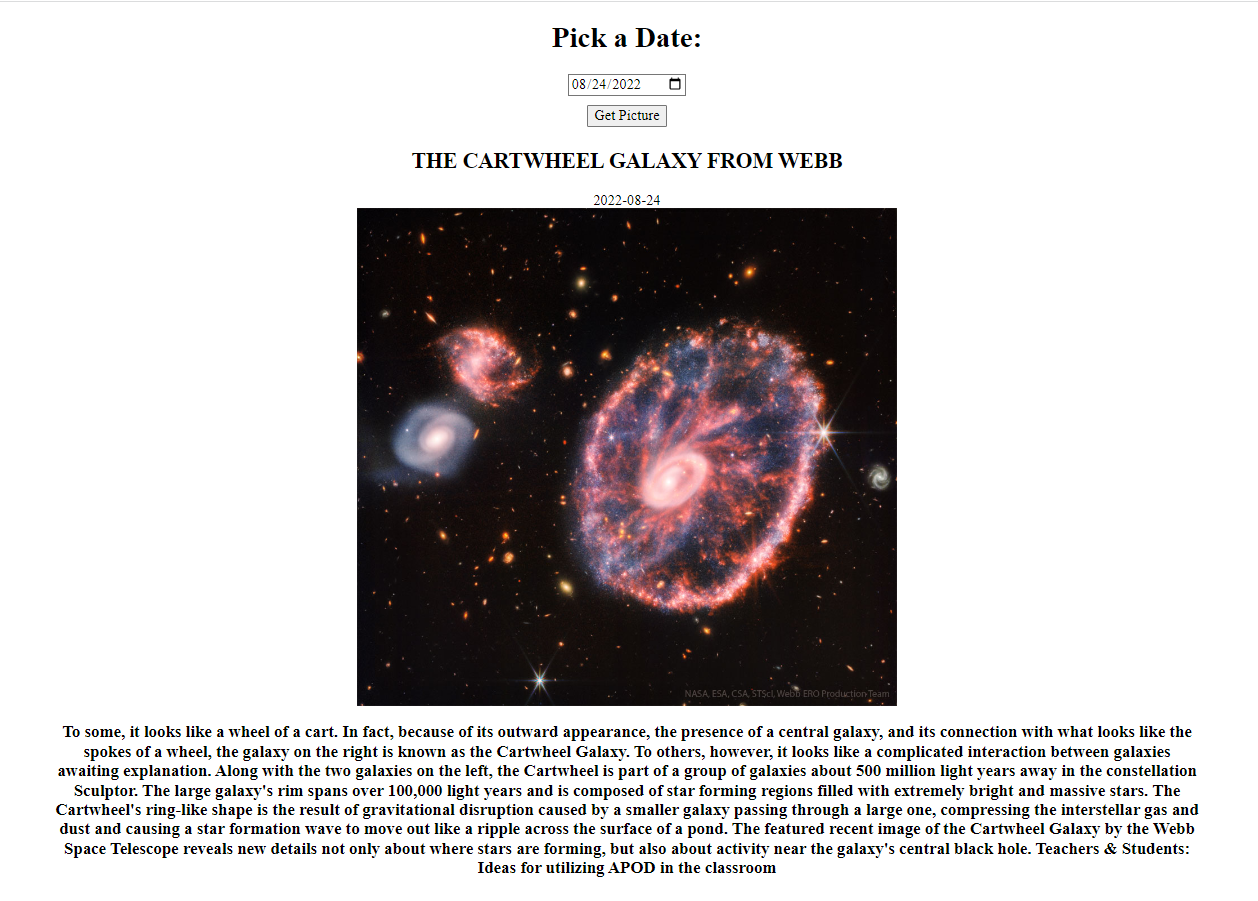 Pick a Date:
08/24/2022
Get Picture
THE CARTWHEEL GALAXY FROM WEBB
2022-08-24
NASA, ESA, CSA, STScI, Webb ERO Production Team
To some, it looks like a wheel of a cart. In fact, because of its outward appearance, the presence of a central galaxy, and its connection with what looks like the
spokes of a wheel, the galaxy on the right is known as the Cartwheel Galaxy. To others, however, it looks like a complicated interaction between galaxies
awaiting explanation. Along with the two galaxies on the left, the Cartwheel is part of a group of galaxies about 500 million light years away in the constellation
Sculptor. The large galaxy's rim spans over 100,000 light years and is composed of star forming regions filled with extremely bright and massive stars. The
Cartwheel's ring-like shape is the result of gravitational disruption caused by a smaller galaxy passing through a large one, compressing the interstellar gas and
dust and causing a star formation wave to move out like a ripple across the surface of a pond. The featured recent image of the Cartwheel Galaxy by the Webb
Space Telescope reveals new details not only about where stars are forming, but also about activity near the galaxy's central black hole. Teachers & Students:
Ideas for utilizing APOD in the classroom